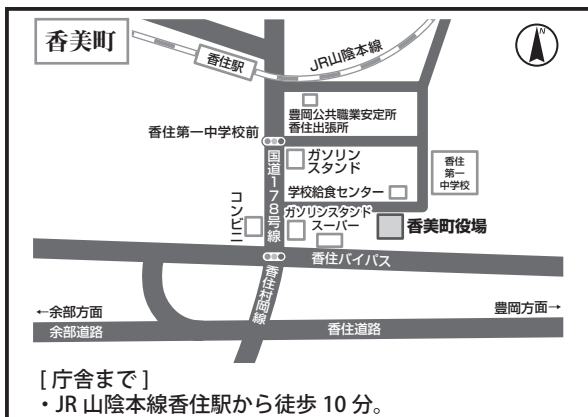 香美町
N
JR山陰本線
香住駅
豊岡公共職業安定所
香住出張所
香住第一中学校前
ガソリン
スタンド
国道178号線
香住
第一
中学校
学校給食センター
コンビニ
ガソリンスタンド
スーパー
香美町役場
香住バイパス
香住村岡線
←余部方面
豊岡方面→
余部道路
香住道路
[ 庁舎まで ]
・JR 山陰本線香住駅から徒歩 10 分。